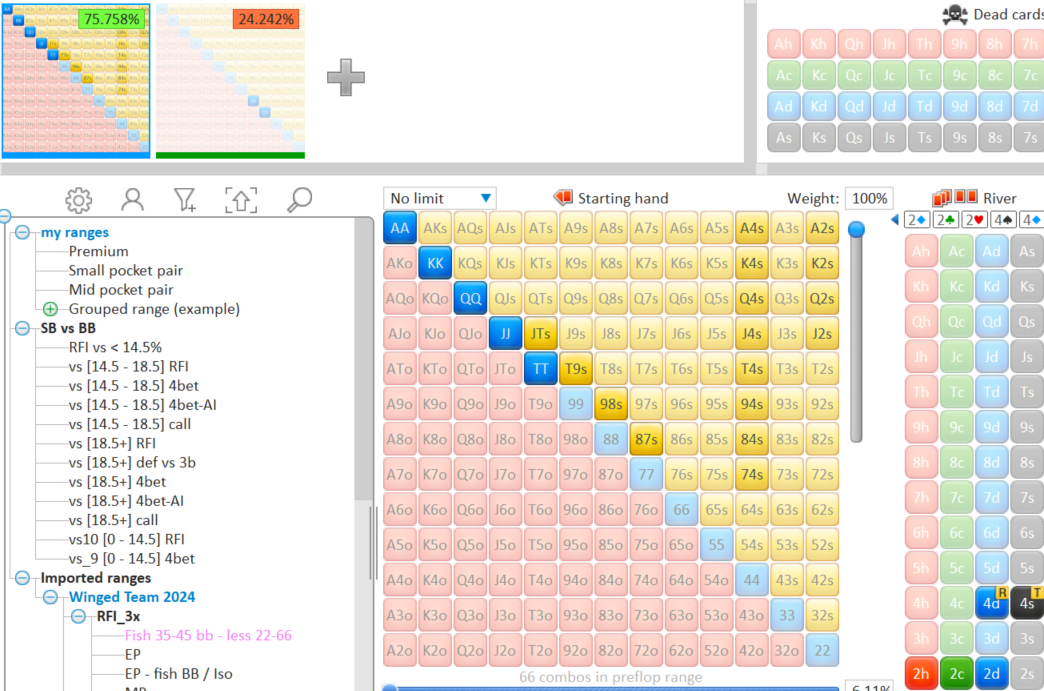 75.758%
24.242%
Dead cards
Ah Kh Qh Jh Th 9h 8h 7h
Ac Kc Qc Jc Tc 9c 8c 7c
Ad Kd Qd Jd Td 9d 8d 7d
As Ks Qs Js Ts 9s 8s 7s
my ranges
Premium
Small pocket pair
Mid pocket pair
Grouped range (example)
SB vs BB
RFI vs < 14.5%
vs [14.5 - 18.5] RFI
vs [14.5 - 18.5] 4bet
vs [14.5 - 18.5] 4bet-AI
vs [14.5 - 18.5] call
vs [18.5+] RFI
vs [18.5+] def vs 3b
vs [18.5+] 4bet
vs [18.5+] 4bet-AI
vs [18.5+] call
vs10 [0 - 14.5] RFI
vs_9 [0 - 14.5] 4bet
Imported ranges
Winged Team 2024
RFI_3x
Fish 35-45 bb - less 22-66
EP
EP - fish BB / Iso
No limit
Starting hand
Weight: 100%
AA AKs AQs AJs ATs A9s A8s A7s A6s A5s A4s A3s A2s
AKo KK KQs KJs KTs K9s K8s K7s K6s K5s K4s K3s K2s
AQo KQo QQ QJs QTs Q9s Q8s Q7s Q6s Q5s Q4s Q3s Q2s
AJo KJo QJo JJ JTs J9s J8s J7s J6s J5s J4s J3s J2s
ATo KTo QTo JTo TT T9s T8s T7s T6s T5s T4s T3s T2s
A9o K9o Q9o J9o T9o 99 98s 97s 96s 95s 94s 93s 92s
A8o K8o Q8o J8o T8o 98o 88 87s 86s 85s 84s 83s 82s
A7o K7o Q7o J7o T7o 97o 87o 77 76s 75s 74s 73s 72s
A6o K6o Q6o J6o T6o 96o 86o 76o 66 65s 64s 63s 62s
A5o K5o Q5o J5o T5o 95o 85o 75o 65o 55 54s 53s 52s
A4o K4o Q4o J4o T4o 94o 84o 74o 64o 54o 44 43s 42s
A3o K3o Q3o J3o T3o 93o 83o 73o 63o 53o 43o 33 32s
A2o K2o Q2o J2o T2o 92o 82o 72o 62o 52o 42o 32o 22
66 combos in preflop range
6.11%
River
2♦ 2♣ 2♥ 4♠ 4♦
Ah Ac Ad As
Kh Kc Kd Ks
Qh Qc Qd Qs
Jh Jc Jd Js
Th Tc Td Ts
9h 9c 9d 9s
8h 8c 8d 8s
7h 7c 7d 7s
6h 6c 6d 6s
5h 5c 5d 5s
4h 4c 4d R 4s T
3h 3c 3d 3s
2h 2c 2d 2s